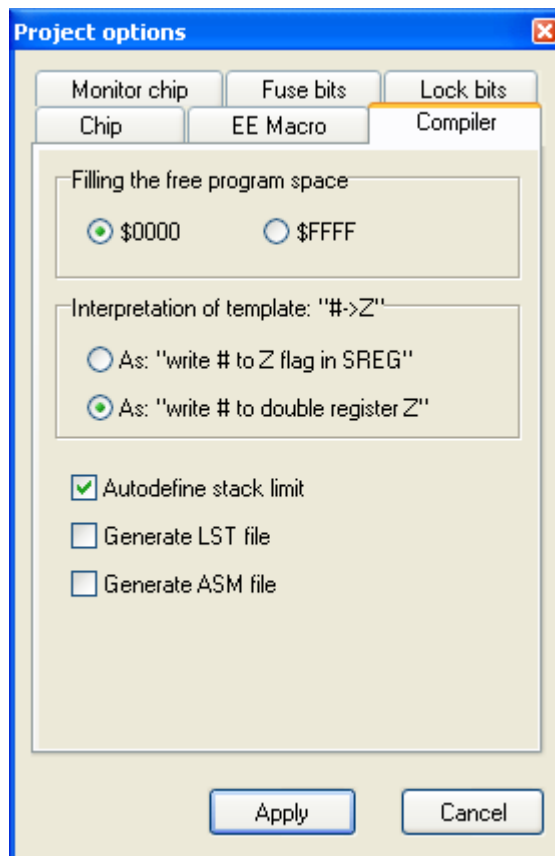 Project options
Monitor chip Fuse bits Lock bits
Chip EE Macro Compiler
Filling the free program space
$0000 $FFFF
Interpretation of template: "#->Z"
As: "write # to Z flag in SREG"
As: "write # to double register Z"
Autodefine stack limit
Generate LST file
Generate ASM file
Apply Cancel